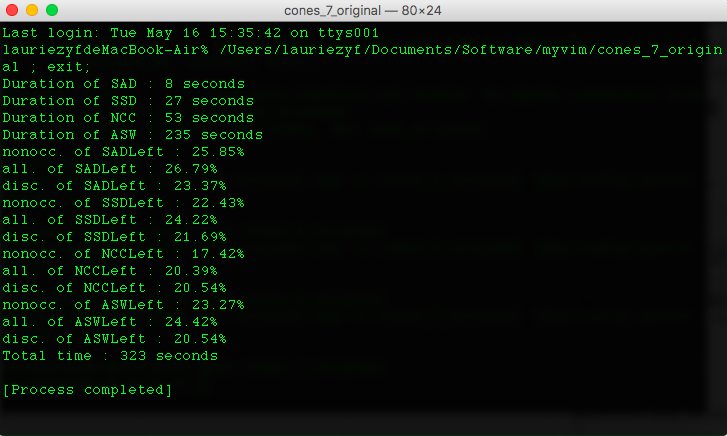 cones_7_original — 80×24
Last login: Tue May 16 15:35:42 on ttys001
lauriezyfdeMacBook-Air% /Users/lauriezyf/Documents/Software/myvim/cones_7_origin
al ; exit;
Duration of SAD : 8 seconds
Duration of SSD : 27 seconds
Duration of NCC : 53 seconds
Duration of ASW : 235 seconds
nonocc. of SADLeft : 25.85%
all. of SADLeft : 26.79%
disc. of SADLeft : 23.37%
nonocc. of SSDLeft : 22.43%
all. of SSDLeft : 24.22%
disc. of SSDLeft : 21.69%
nonocc. of NCCLeft : 17.42%
all. of NCCLeft : 20.39%
disc. of NCCLeft : 20.54%
nonocc. of ASWLeft : 23.27%
all. of ASWLeft : 24.42%
disc. of ASWLeft : 20.54%
Total time : 323 seconds
[Process completed]